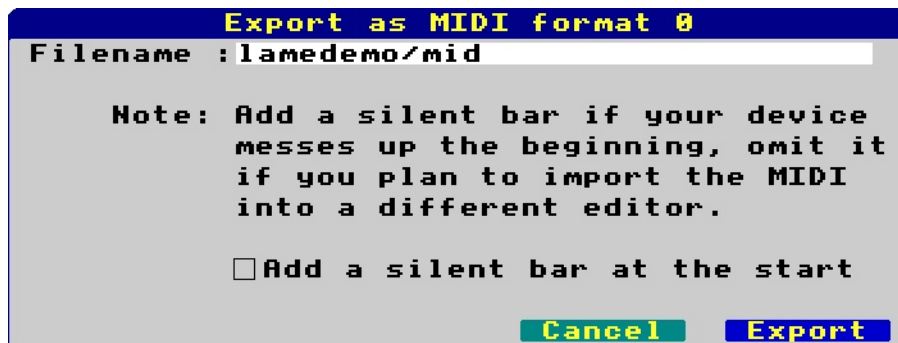 Export as MIDI format 0
Filename :lamedemo/mid
Note: Add a silent bar if your device
messes up the beginning, omit it
if you plan to import the MIDI
into a different editor.
Add a silent bar at the start
Cancel Export